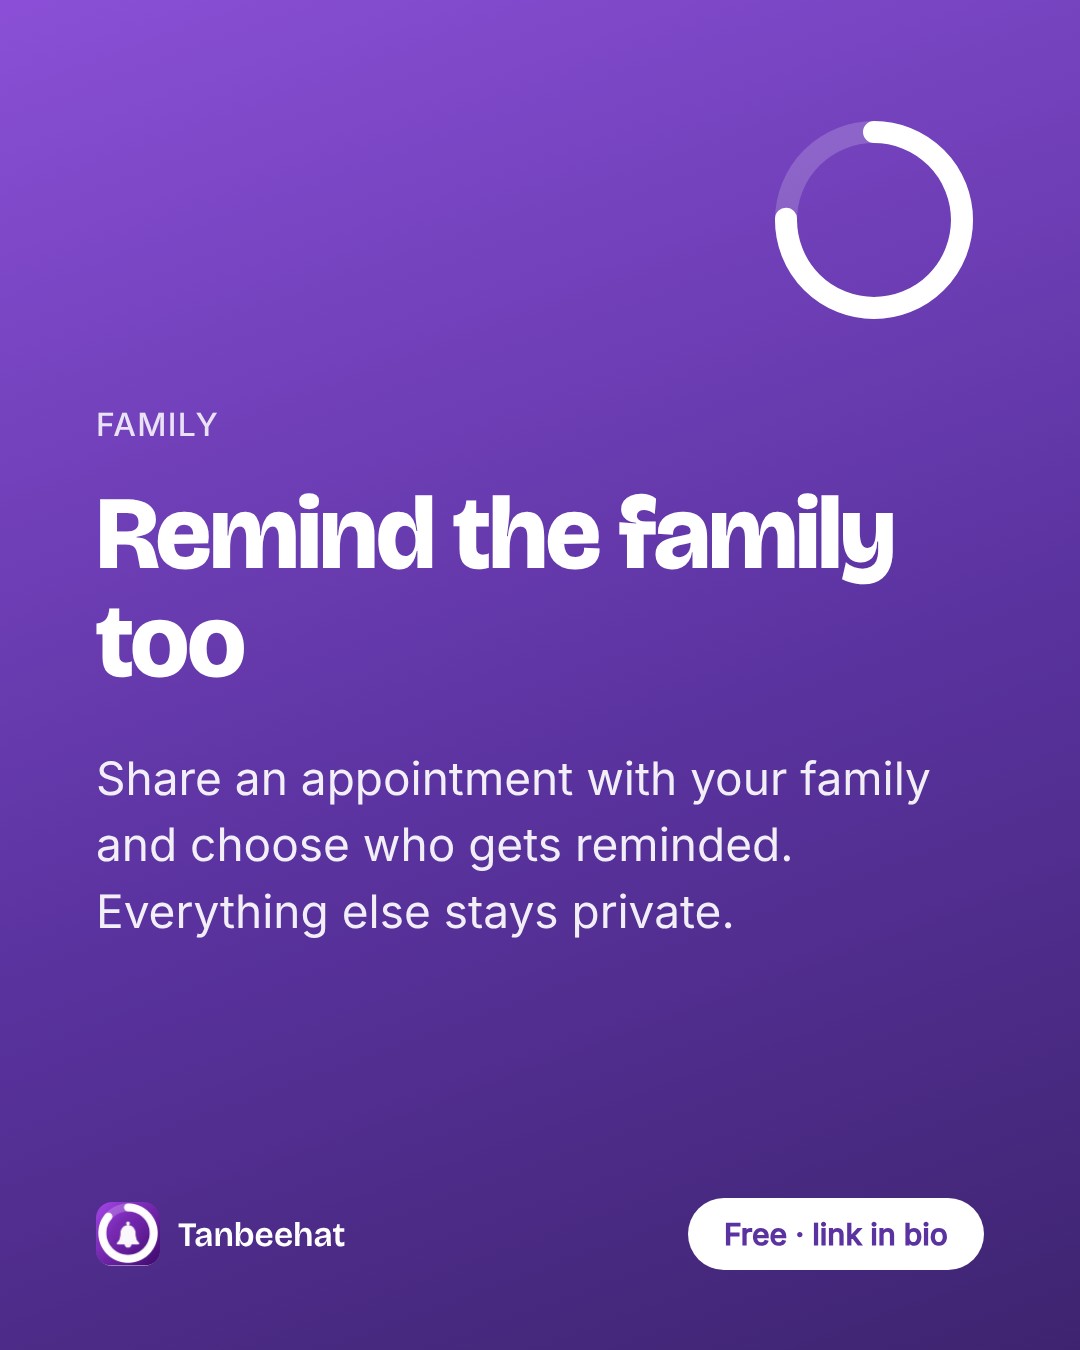 FAMILY
Remind the family
too
Share an appointment with your family
and choose who gets reminded.
Everything else stays private.
Tanbeehat
Free · link in bio